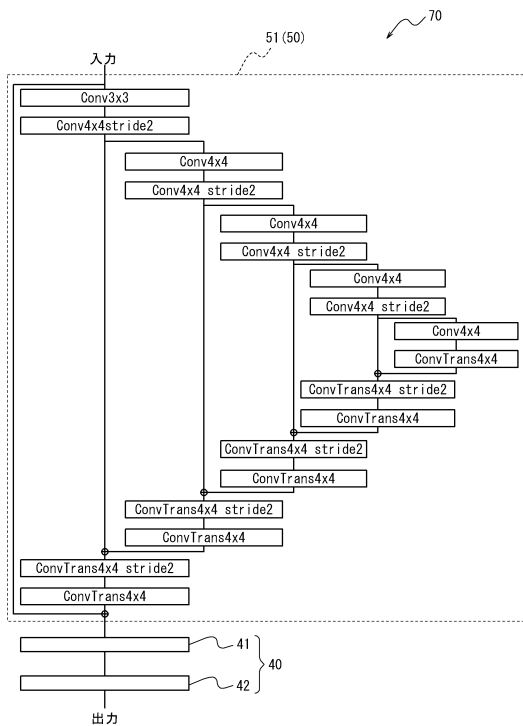 70
51(50)
入力
Conv3x3
Conv4x4stride2
Conv4x4
Conv4x4 stride2
Conv4x4
Conv4x4 stride2
Conv4x4
Conv4x4 stride2
Conv4x4
ConvTrans4x4
ConvTrans4x4 stride2
ConvTrans4x4
ConvTrans4x4 stride2
ConvTrans4x4
ConvTrans4x4 stride2
ConvTrans4x4
ConvTrans4x4 stride2
ConvTrans4x4
41
40
42
出力